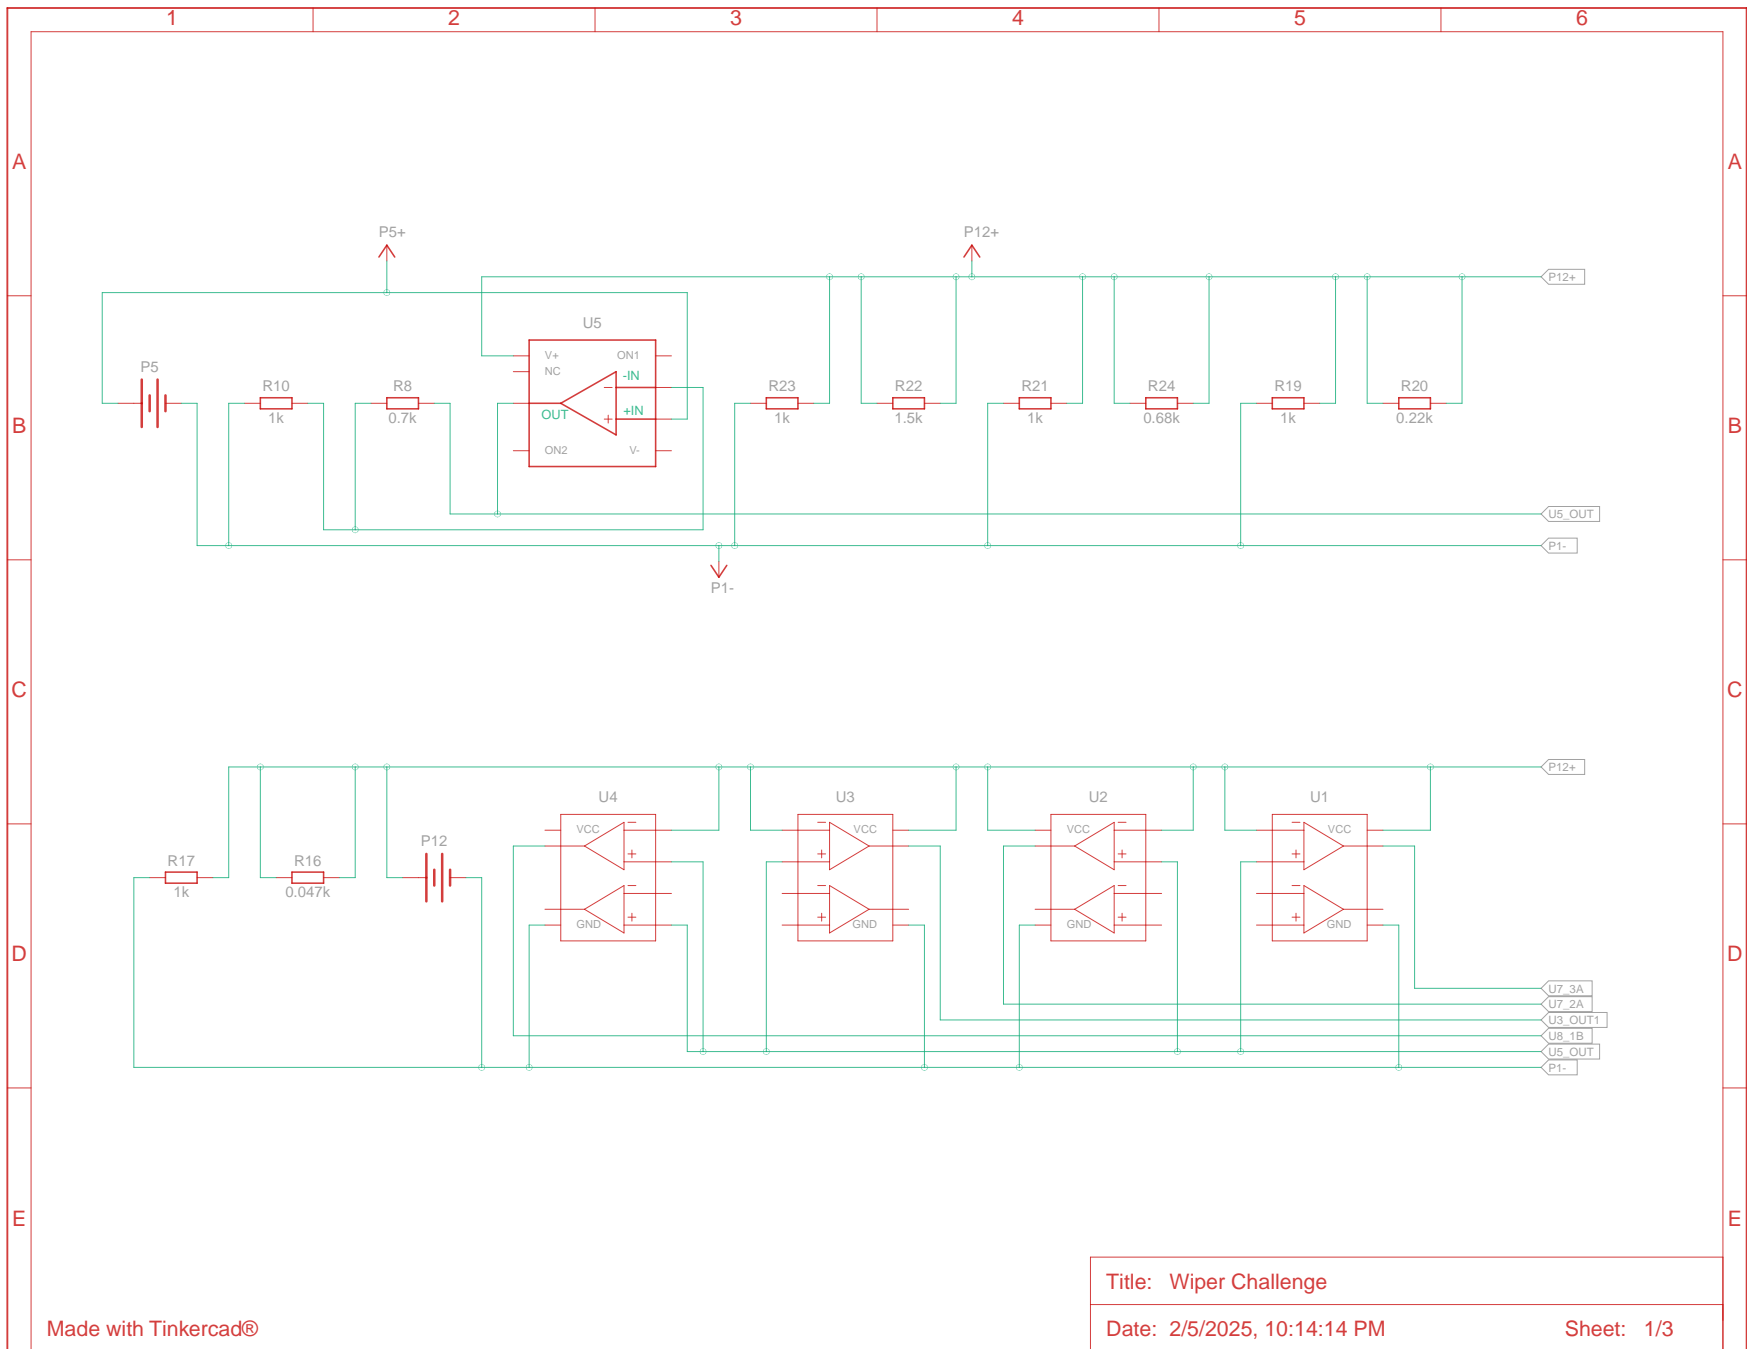 1 2 3 4 5 6
A A
P5+ P12+
P12+
B B
U5
V+ ON1
NC -IN
OUT +IN
ON2 V-
P5 R10 R8 R23 R22 R21 R24 R19 R20
1k 0.7k 1k 1.5k 1k 0.68k 1k 0.22k
U5_OUT
P1-
P1-
C C
P12+
U4 U3 U2 U1
VCC VCC VCC VCC
GND GND GND GND
R17 R16 P12
1k 0.047k
D D
U7_3A
U7_2A
U3_OUT1
U8_1B
U5_OUT
P1-
E E
Title: Wiper Challenge
Made with Tinkercad®
Date: 2/5/2025, 10:14:14 PM Sheet: 1/3